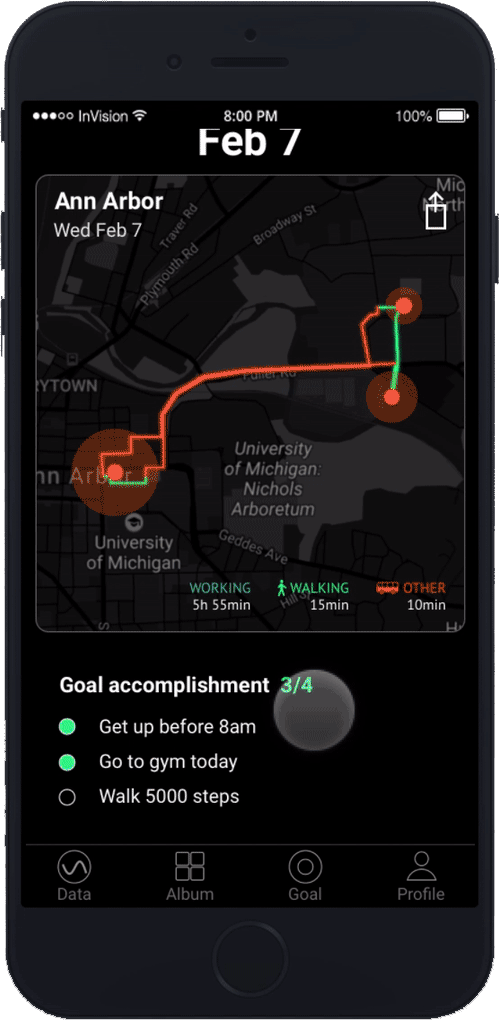 InVision 8:00 PM 100%
Feb 7
Ann Arbor
Wed Feb 7
Traver Rd
Broadway St
Plymouth Rd
RYTOWN
Fuller Rd
nn Arbor
University
of Michigan:
Nichols
Arboretum
University
of Michigan
Geddes Ave
WORKING WALKING OTHER
5h 55min 15min 10min
Goal accomplishment 3/4
Get up before 8am
Go to gym today
Walk 5000 steps
Data Album Goal Profile